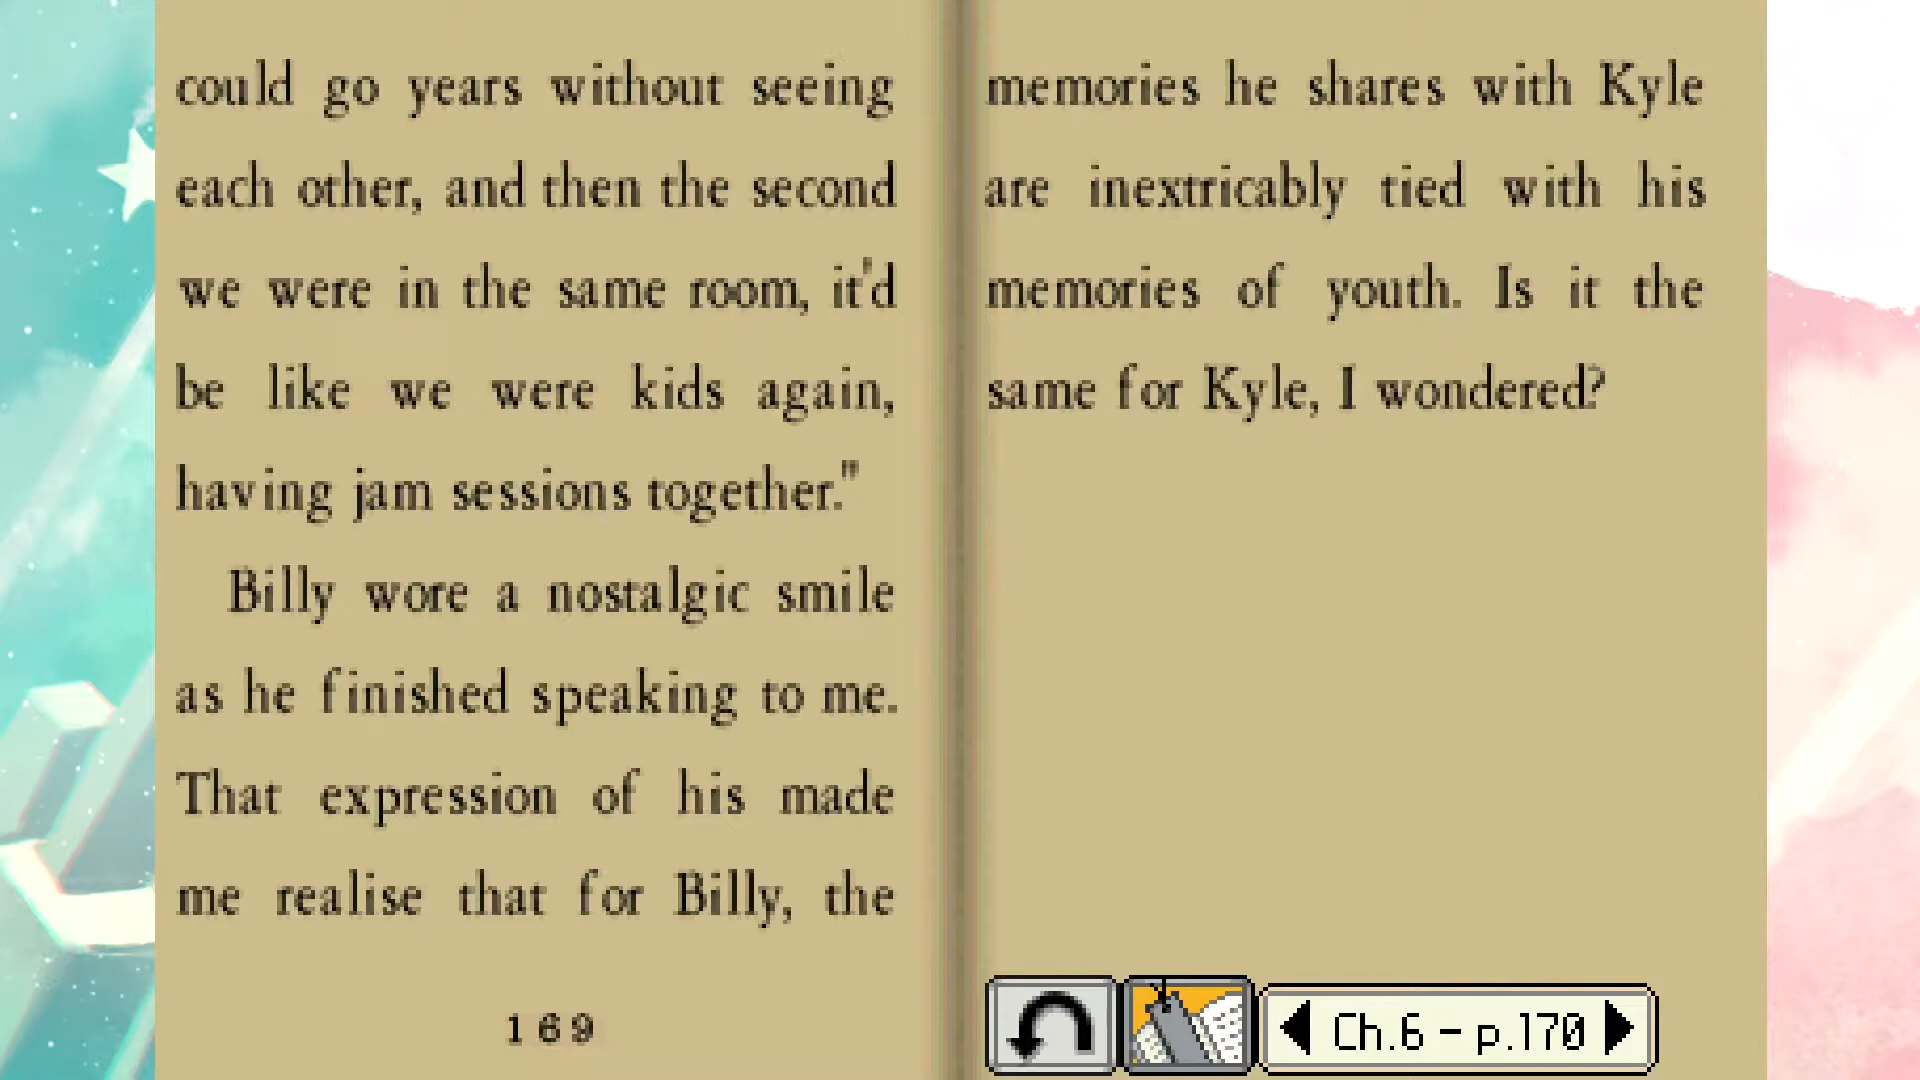 could go years without seeing
each other, and then the second
we were in the same room, it'd
be like we were kids again,
having jam sessions together."
Billy wore a nostalgic smile
as he finished speaking to me.
That expression of his made
me realise that for Billy, the
169
memories he shares with Kyle
are inextricably tied with his
memories of youth. Is it the
same for Kyle, I wondered?
Ch.6 - p.170